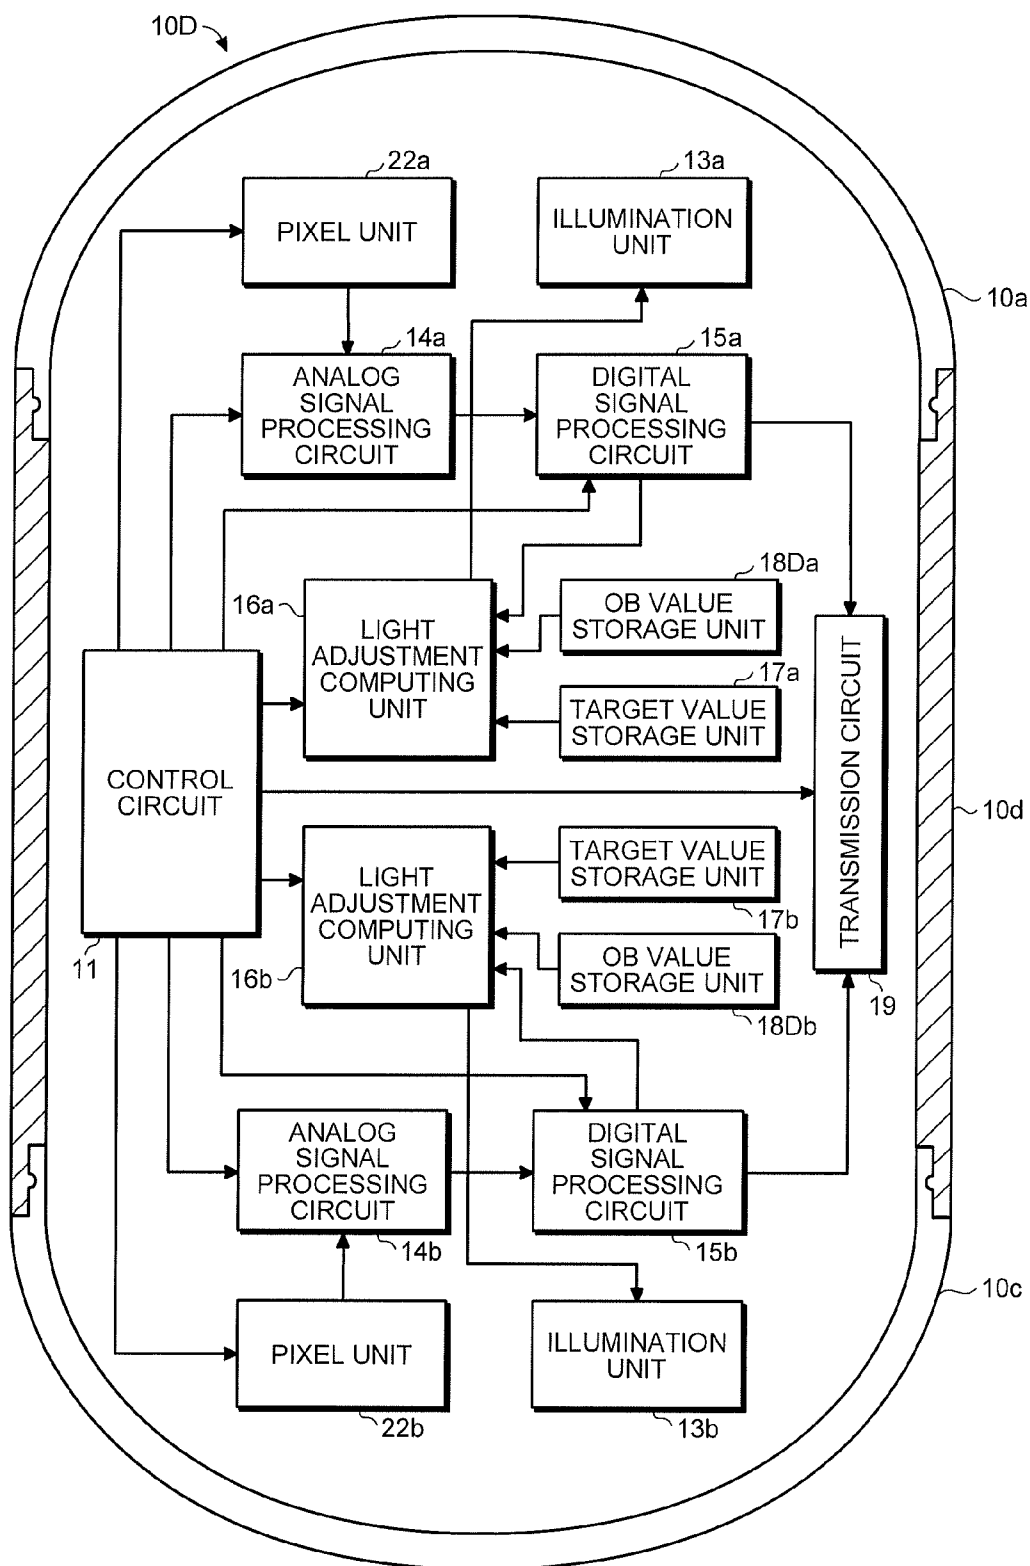 10D
22a
13a
PIXEL UNIT
ILLUMINATION
UNIT
10a
14a
15a
ANALOG
SIGNAL
PROCESSING
CIRCUIT
DIGITAL
SIGNAL
PROCESSING
CIRCUIT
18Da
16a
OB VALUE
STORAGE UNIT
LIGHT
ADJUSTMENT
COMPUTING
UNIT
17a
TARGET VALUE
STORAGE UNIT
CONTROL
CIRCUIT
TRANSMISSION CIRCUIT
10d
LIGHT
ADJUSTMENT
COMPUTING
UNIT
TARGET VALUE
STORAGE UNIT
17b
11
16b
OB VALUE
STORAGE UNIT
18Db
19
ANALOG
SIGNAL
PROCESSING
CIRCUIT
DIGITAL
SIGNAL
PROCESSING
CIRCUIT
14b
15b
10c
PIXEL UNIT
ILLUMINATION
UNIT
22b
13b